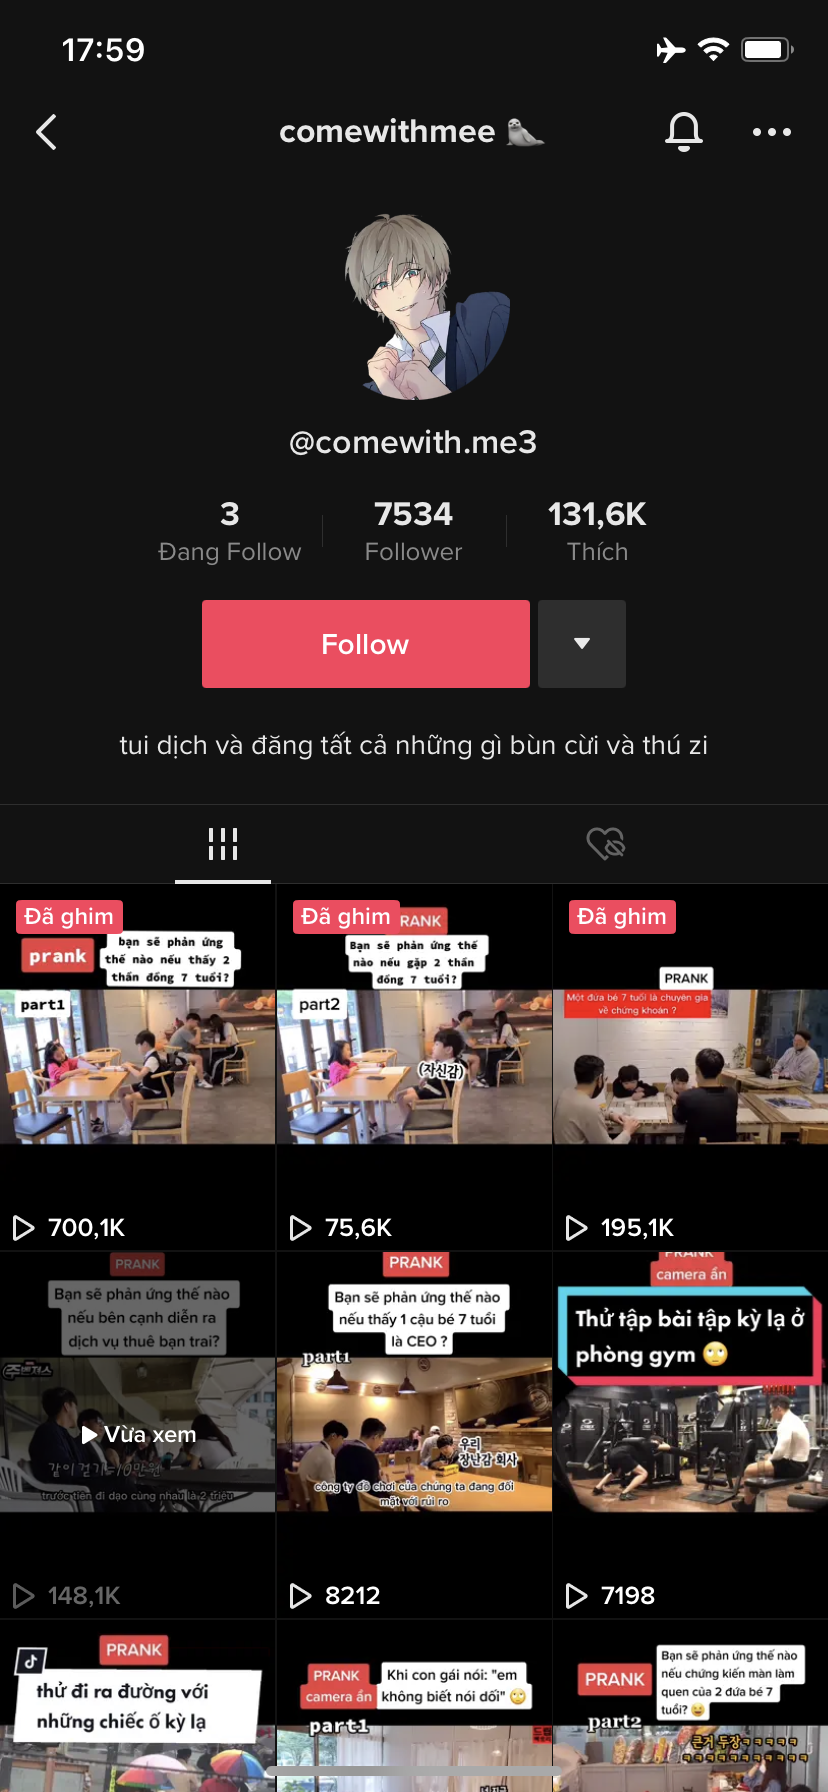 17:59
comewithmee
@comewith.me3
3
Đang Follow
7534
Follower
131,6K
Thích
Follow
tui dịch và đăng tất cả những gì bùn cừi và thú zi
Đã ghim
prank
bạn sẽ phản ứng
thế nào nếu thấy 2
thần đồng 7 tuổi?
part1
700,1K
Đã ghim
PRANK
Bạn sẽ phản ứng thế
nào nếu gặp 2 thần
đồng 7 tuổi?
part2
(자신감)
75,6K
Đã ghim
PRANK
Một đứa bé 7 tuổi là chuyên gia
về chứng khoán ?
195,1K
PRANK
Bạn sẽ phản ứng thế nào
nếu bên cạnh diễn ra
dịch vụ thuê bạn trai?
Vừa xem
같이 걷기=10만원
trước tiên đi dạo cùng nhau là 2 triệu
148,1K
PRANK
Bạn sẽ phản ứng thế nào
nếu thấy 1 cậu bé 7 tuổi
là CEO ?
part1
우리
장난감 회사
công ty đồ chơi của chúng ta đang đối
mặt với rủi ro
8212
PRANK
camera ẩn
Thử tập bài tập kỳ lạ ở
phòng gym
7198
PRANK
thử đi ra đường với
những chiếc ô kỳ lạ
PRANK
camera ẩn
Khi con gái nói: "em
không biết nói dối"
part1
PRANK
Bạn sẽ phản ứng thế nào
nếu chứng kiến màn làm
quen của 2 đứa bé 7
tuổi?
part2